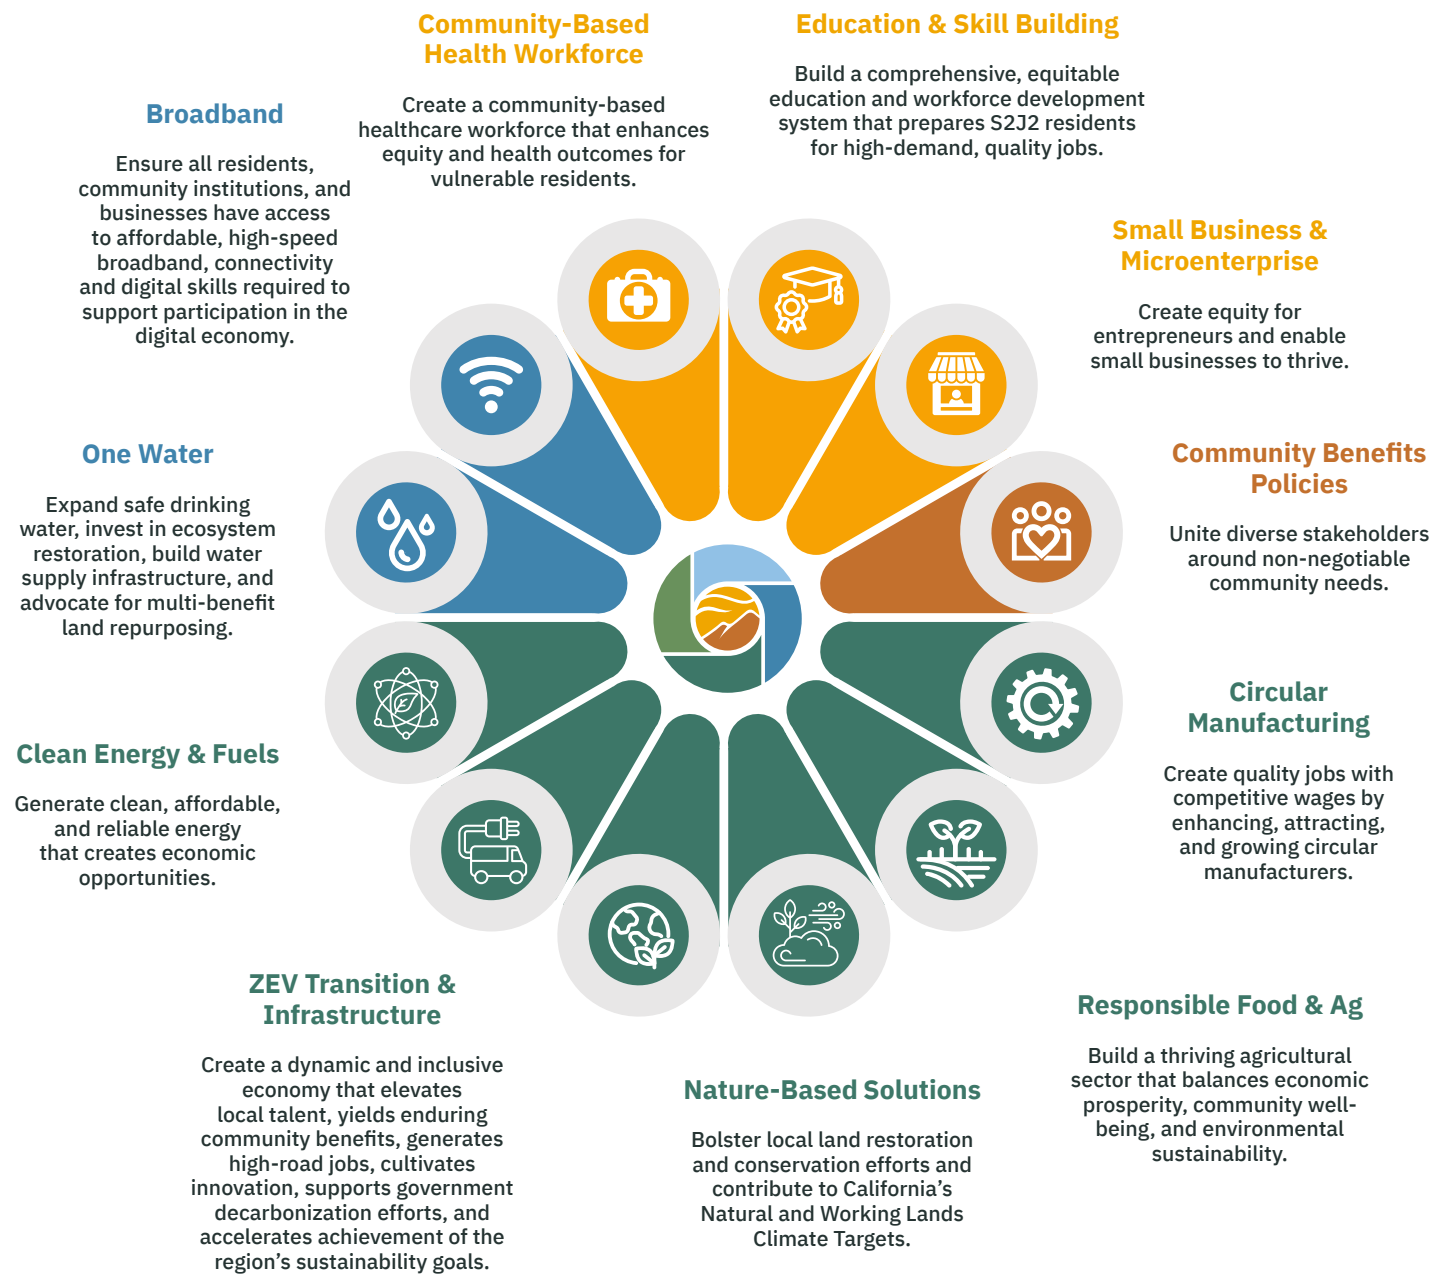 Community-Based
Health Workforce
Create a community-based
healthcare workforce that enhances
equity and health outcomes for
vulnerable residents.
Education & Skill Building
Build a comprehensive, equitable
education and workforce development
system that prepares S2J2 residents
for high-demand, quality jobs.
Broadband
Ensure all residents,
community institutions, and
businesses have access
to affordable, high-speed
broadband, connectivity
and digital skills required to
support participation in the
digital economy.
Small Business &
Microenterprise
Create equity for
entrepreneurs and enable
small businesses to thrive.
One Water
Expand safe drinking
water, invest in ecosystem
restoration, build water
supply infrastructure, and
advocate for multi-benefit
land repurposing.
Community Benefits
Policies
Unite diverse stakeholders
around non-negotiable
community needs.
Clean Energy & Fuels
Generate clean, affordable,
and reliable energy
that creates economic
opportunities.
Circular
Manufacturing
Create quality jobs with
competitive wages by
enhancing, attracting,
and growing circular
manufacturers.
ZEV Transition &
Infrastructure
Create a dynamic and inclusive
economy that elevates
local talent, yields enduring
community benefits, generates
high-road jobs, cultivates
innovation, supports government
decarbonization efforts, and
accelerates achievement of the
region’s sustainability goals.
Nature-Based Solutions
Bolster local land restoration
and conservation efforts and
contribute to California’s
Natural and Working Lands
Climate Targets.
Responsible Food & Ag
Build a thriving agricultural
sector that balances economic
prosperity, community well-
being, and environmental
sustainability.